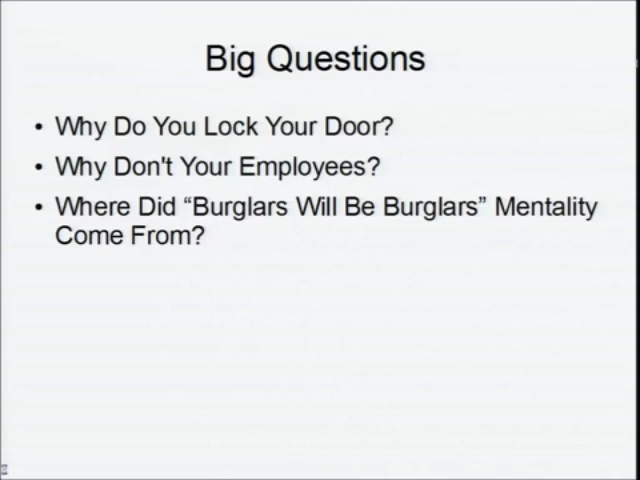 Big Questions
• Why Do You Lock Your Door?
• Why Don't Your Employees?
• Where Did “Burglars Will Be Burglars” Mentality
Come From?